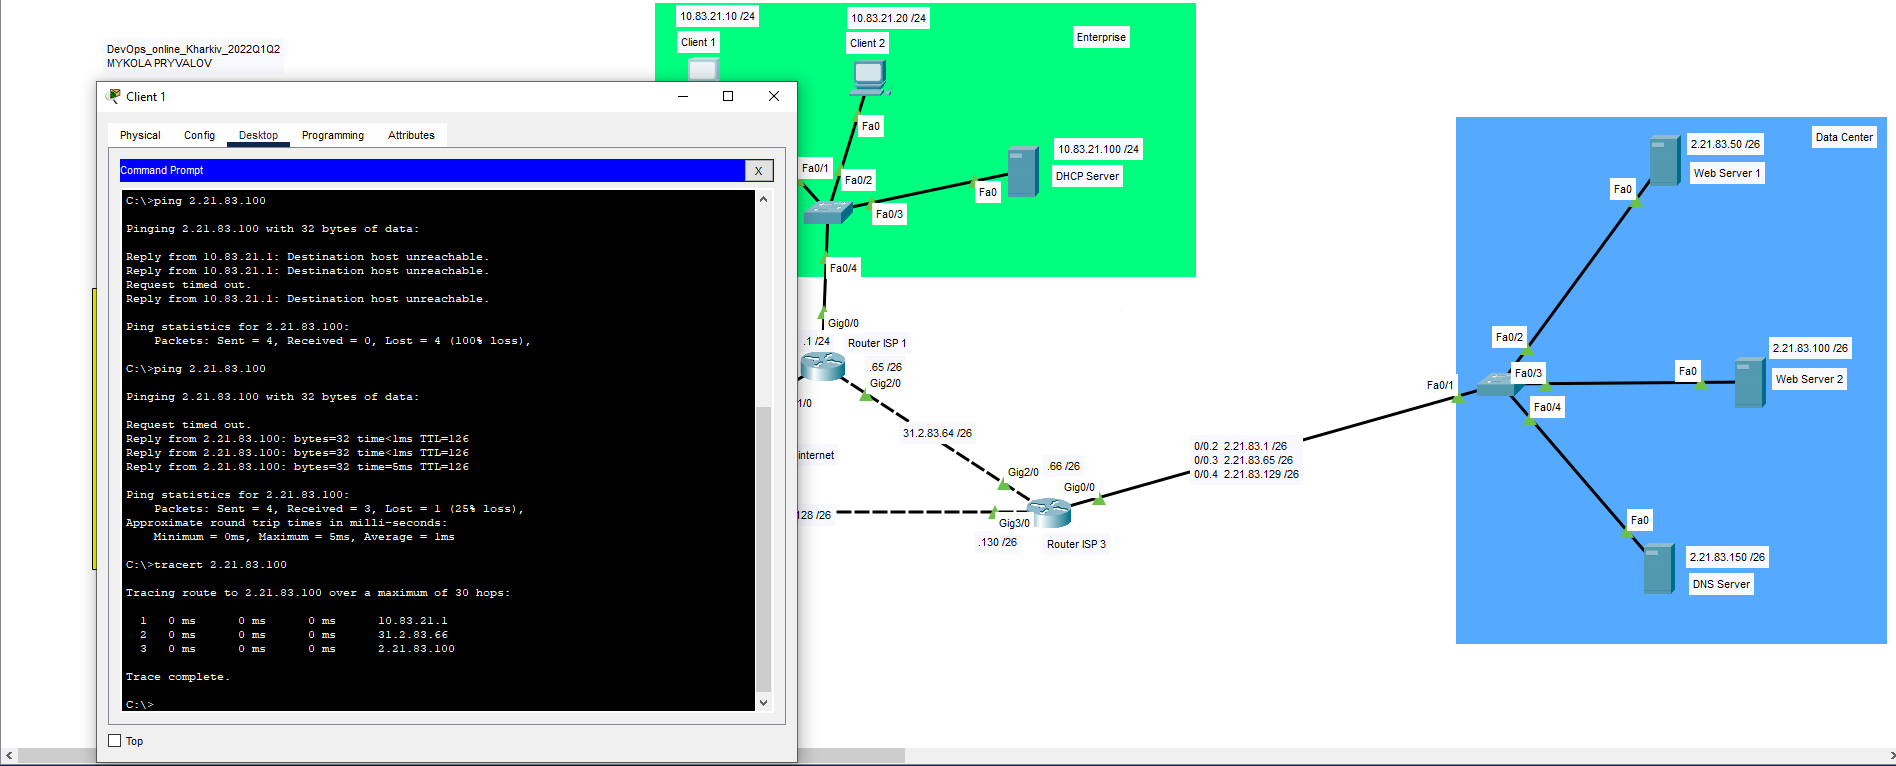 DevOps_online_Kharkiv_2022Q1Q2
MYKOLA PRYVALOV
Client 1
Physical
Config
Desktop
Programming
Attributes
Command Prompt
X
C:\>ping 2.21.83.100
Pinging 2.21.83.100 with 32 bytes of data:
Reply from 10.83.21.1: Destination host unreachable.
Reply from 10.83.21.1: Destination host unreachable.
Request timed out.
Reply from 10.83.21.1: Destination host unreachable.
Ping statistics for 2.21.83.100:
Packets: Sent = 4, Received = 0, Lost = 4 (100% loss),
C:\>ping 2.21.83.100
Pinging 2.21.83.100 with 32 bytes of data:
Request timed out.
Reply from 2.21.83.100: bytes=32 time<1ms TTL=126
Reply from 2.21.83.100: bytes=32 time<1ms TTL=126
Reply from 2.21.83.100: bytes=32 time=5ms TTL=126
Ping statistics for 2.21.83.100:
Packets: Sent = 4, Received = 3, Lost = 1 (25% loss),
Approximate round trip times in milli-seconds:
Minimum = 0ms, Maximum = 5ms, Average = 1ms
C:\>tracert 2.21.83.100
Tracing route to 2.21.83.100 over a maximum of 30 hops:
1 0 ms 0 ms 0 ms 10.83.21.1
2 0 ms 0 ms 0 ms 31.2.83.66
3 0 ms 0 ms 0 ms 2.21.83.100
Trace complete.
C:\>
Top
10.83.21.10 /24
Client 1
10.83.21.20 /24
Client 2
Enterprise
Fa0
Fa0/1
Fa0/2
10.83.21.100 /24
DHCP Server
Fa0
Fa0/3
Fa0/4
Gig0/0
.1 /24
Router ISP 1
.65 /26
Gig2/0
1/0
31.2.83.64 /26
internet
Gig2/0
.66 /26
Gig0/0
128 /26
Gig3/0
.130 /26
Router ISP 3
0/0.2 2.21.83.1 /26
0/0.3 2.21.83.65 /26
0/0.4 2.21.83.129 /26
Data Center
2.21.83.50 /26
Web Server 1
Fa0
Fa0/2
Fa0/1
Fa0/3
Fa0
2.21.83.100 /26
Web Server 2
Fa0/4
Fa0
2.21.83.150 /26
DNS Server